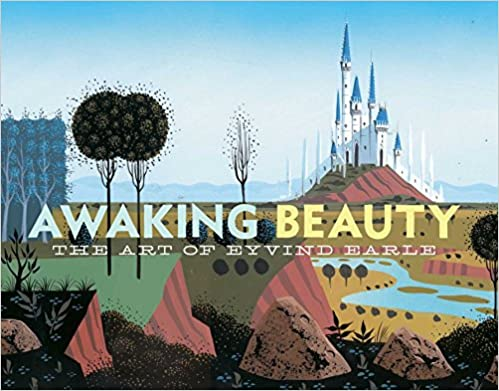 AWAKING BEAUTY
THE ART OF EYVIND EARLE